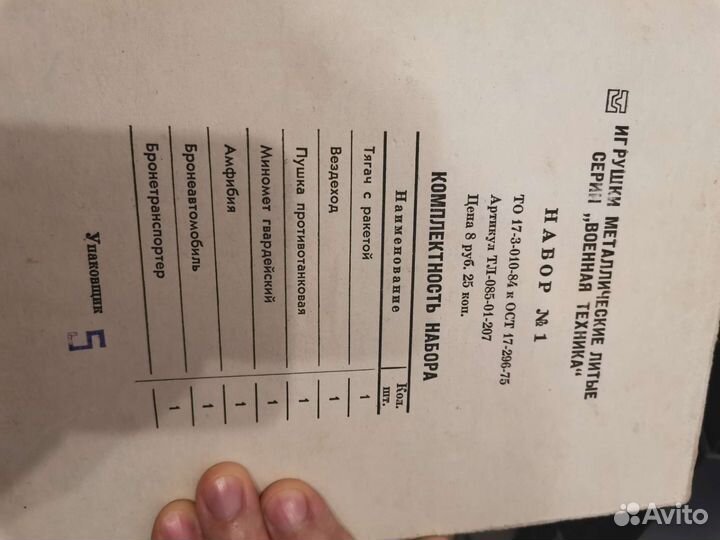 ИГРУШКИ МЕТАЛЛИЧЕСКИЕ ЛИТЫЕ
СЕРИИ „ВОЕННАЯ ТЕХНИКА“
НАБОР № 1
ТО 17-3-010-84 к ОСТ 17-296-75
Артикул ТЛ-085-01-207
Цена 8 руб. 25 коп.
КОМПЛЕКТНОСТЬ НАБОРА
Наименование Кол. шт.
Тягач с ракетой 1
Вездеход 1
Пушка противотанковая 1
Миномет гвардейский 1
Амфибия 1
Бронеавтомобиль 1
Бронетранспортер 1
Упаковщик 5
Avito